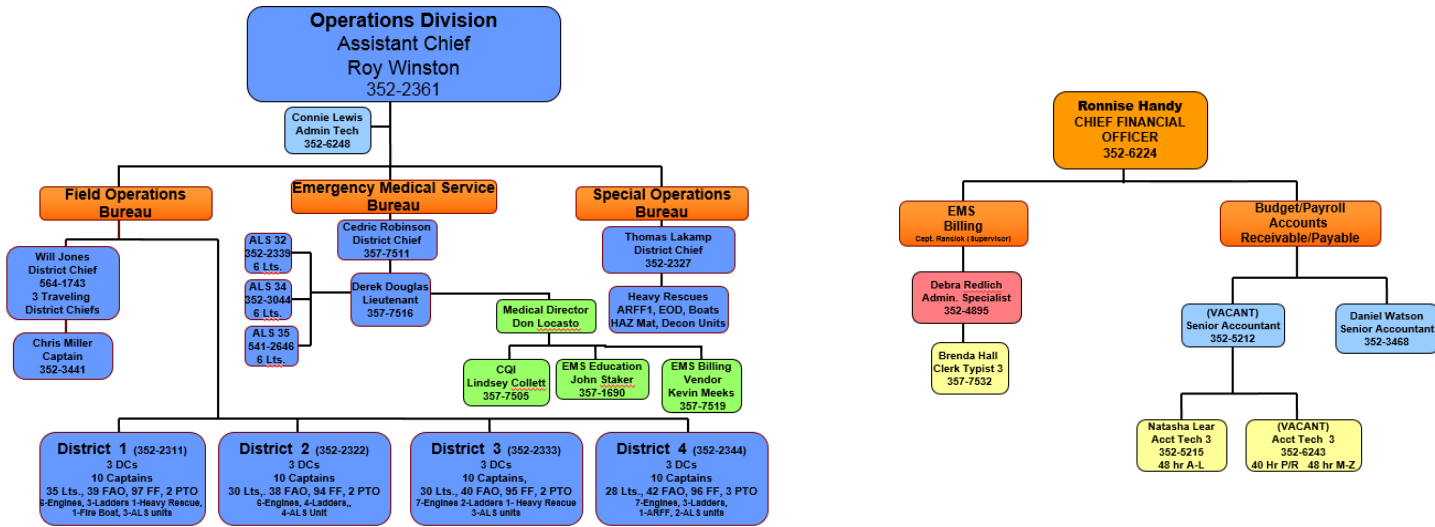 Operations Division
Assistant Chief
Roy Winston
352-2361
Connie Lewis
Admin Tech
352-6248
Field Operations
Bureau
Emergency Medical Service
Bureau
Special Operations
Bureau
Will Jones
District Chief
564-1743
3 Traveling
District Chiefs
Chris Miller
Captain
352-3441
ALS 32
352-2339
6 Lts.
ALS 34
352-3044
6 Lts.
ALS 35
541-2646
6 Lts.
Cedric Robinson
District Chief
357-7511
Derek Douglas
Lieutenant
357-7516
Medical Director
Don Locasto
CQI
Lindsey Collett
357-7505
EMS Education
John Staker
357-1690
EMS Billing
Vendor
Kevin Meeks
357-7519
Thomas Lakamp
District Chief
352-2327
Heavy Rescues
ARFF1, EOD, Boats
HAZ Mat, Decon Units
District 1 (352-2311)
3 DCs
10 Captains
35 Lts., 39 FAO, 97 FF, 2 PTO
6-Engines, 3-Ladders 1-Heavy Rescue,
1-Fire Boat, 3-ALS units
District 2 (352-2322)
3 DCs
10 Captains
30 Lts,. 38 FAO, 94 FF, 2 PTO
6-Engines, 4-Ladders,,
4-ALS Unit
District 3 (352-2333)
3 DCs
10 Captains,
30 Lts., 40 FAO, 95 FF, 2 PTO
7-Engines 2-Ladders 1- Heavy Rescue
3-ALS units
District 4 (352-2344)
3 DCs
10 Captains,
28 Lts., 42 FAO, 96 FF, 3 PTO
7-Engines, 3-Ladders,
1-ARFF, 2-ALS units
Ronnise Handy
CHIEF FINANCIAL
OFFICER
352-6224
EMS
Billing
Capt. Ranslok (Supervisor)
Budget/Payroll
Accounts
Receivable/Payable
Debra Redlich
Admin. Specialist
352-4895
Brenda Hall
Clerk Typist 3
357-7532
(VACANT)
Senior Accountant
352-5212
Daniel Watson
Senior Accountant
352-3468
Natasha Lear
Acct Tech 3
352-5215
48 hr A-L
(VACANT)
Acct Tech 3
352-6243
40 Hr P/R 48 hr M-Z